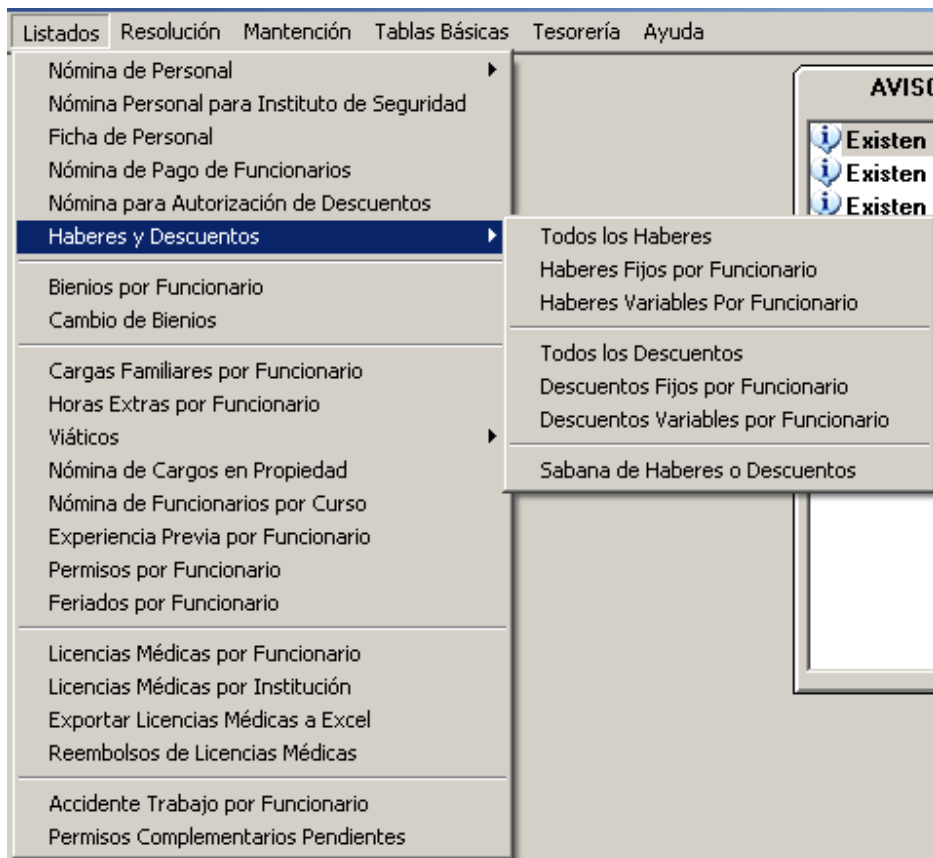 Listados Resolución Mantención Tablas Básicas Tesorería Ayuda
Nómina de Personal
Nómina Personal para Instituto de Seguridad
Ficha de Personal
Nómina de Pago de Funcionarios
Nómina para Autorización de Descuentos
Haberes y Descuentos
Bienios por Funcionario
Cambio de Bienios
Cargas Familiares por Funcionario
Horas Extras por Funcionario
Viáticos
Nómina de Cargos en Propiedad
Nómina de Funcionarios por Curso
Experiencia Previa por Funcionario
Permisos por Funcionario
Feriados por Funcionario
Licencias Médicas por Funcionario
Licencias Médicas por Institución
Exportar Licencias Médicas a Excel
Reembolsos de Licencias Médicas
Accidente Trabajo por Funcionario
Permisos Complementarios Pendientes
Todos los Haberes
Haberes Fijos por Funcionario
Haberes Variables Por Funcionario
Todos los Descuentos
Descuentos Fijos por Funcionario
Descuentos Variables por Funcionario
Sabana de Haberes o Descuentos
Existen
Existen
Existen